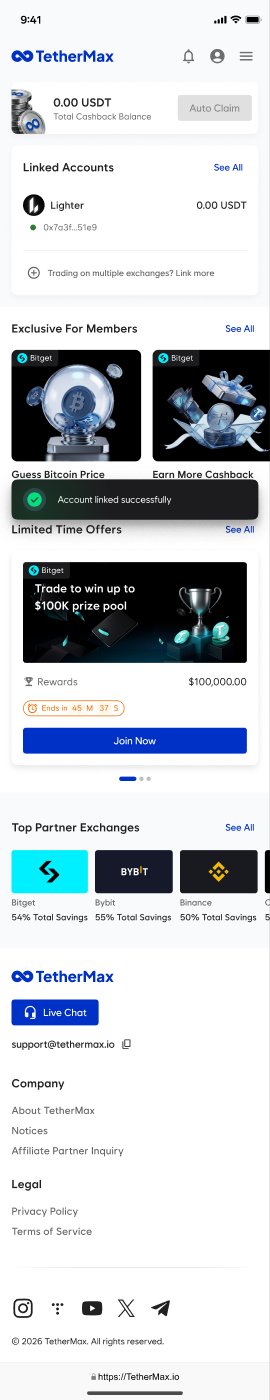 9:41
TetherMax
0.00 USDT
Total Cashback Balance
Auto Claim
Linked Accounts
See All
Lighter
0.00 USDT
0x7a3f...51e9
Trading on multiple exchanges? Link more
Exclusive For Members
See All
Bitget
Bitget
Guess Bitcoin Price
Earn More Cashback
Account linked successfully
Limited Time Offers
See All
Bitget
Trade to win up to
$100K prize pool
Rewards
$100,000.00
Ends in 45 M 37 S
Join Now
Top Partner Exchanges
See All
BYBIT
Bitget
Bybit
Binance
54% Total Savings
55% Total Savings
50% Total Savings
TetherMax
Live Chat
support@tethermax.io
Company
About TetherMax
Notices
Affiliate Partner Inquiry
Legal
Privacy Policy
Terms of Service
© 2026 TetherMax. All rights reserved.
https://TetherMax.io